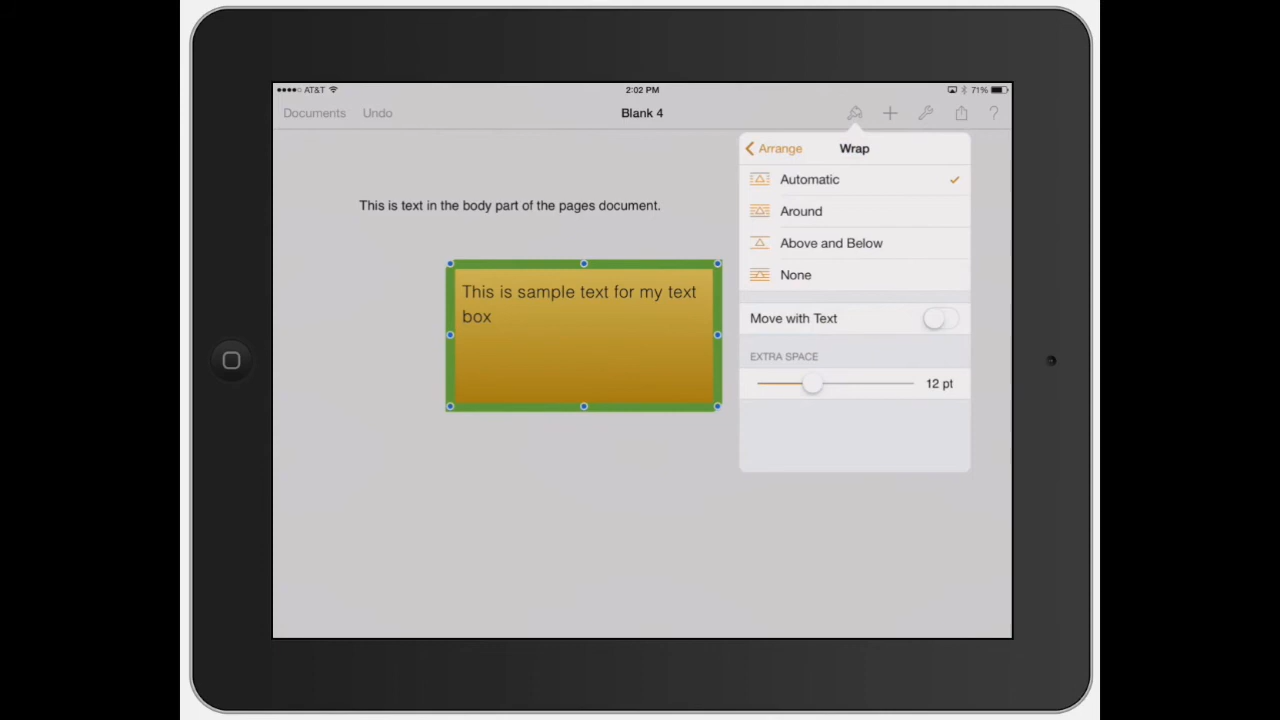 AT&T 2:02 PM 71%
Documents Undo Blank 4 ?
Arrange Wrap
Automatic
This is text in the body part of the pages document.
Around
Above and Below
This is sample text for my text
box
None
Move with Text
EXTRA SPACE
12 pt